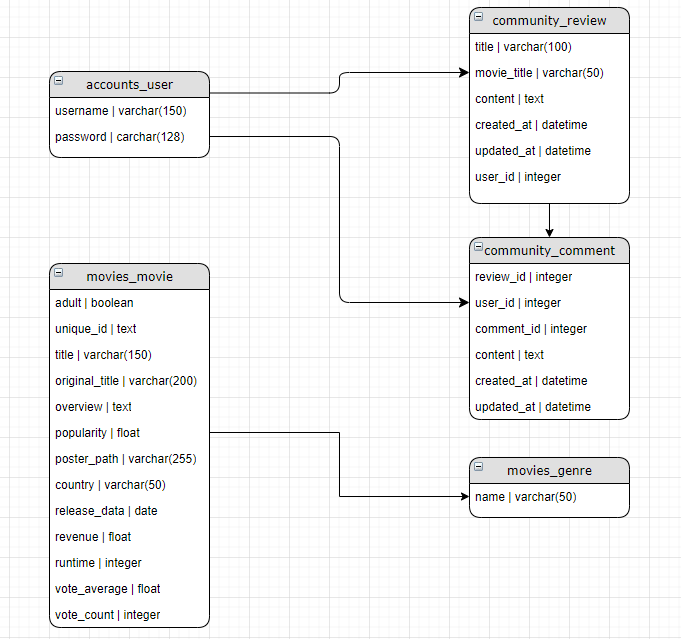 accounts_user
username | varchar(150)
password | carchar(128)
movies_movie
adult | boolean
unique_id | text
title | varchar(150)
original_title | varchar(200)
overview | text
popularity | float
poster_path | varchar(255)
country | varchar(50)
release_data | date
revenue | float
runtime | integer
vote_average | float
vote_count | integer
community_review
title | varchar(100)
movie_title | varchar(50)
content | text
created_at | datetime
updated_at | datetime
user_id | integer
community_comment
review_id | integer
user_id | integer
comment_id | integer
content | text
created_at | datetime
updated_at | datetime
movies_genre
name | varchar(50)